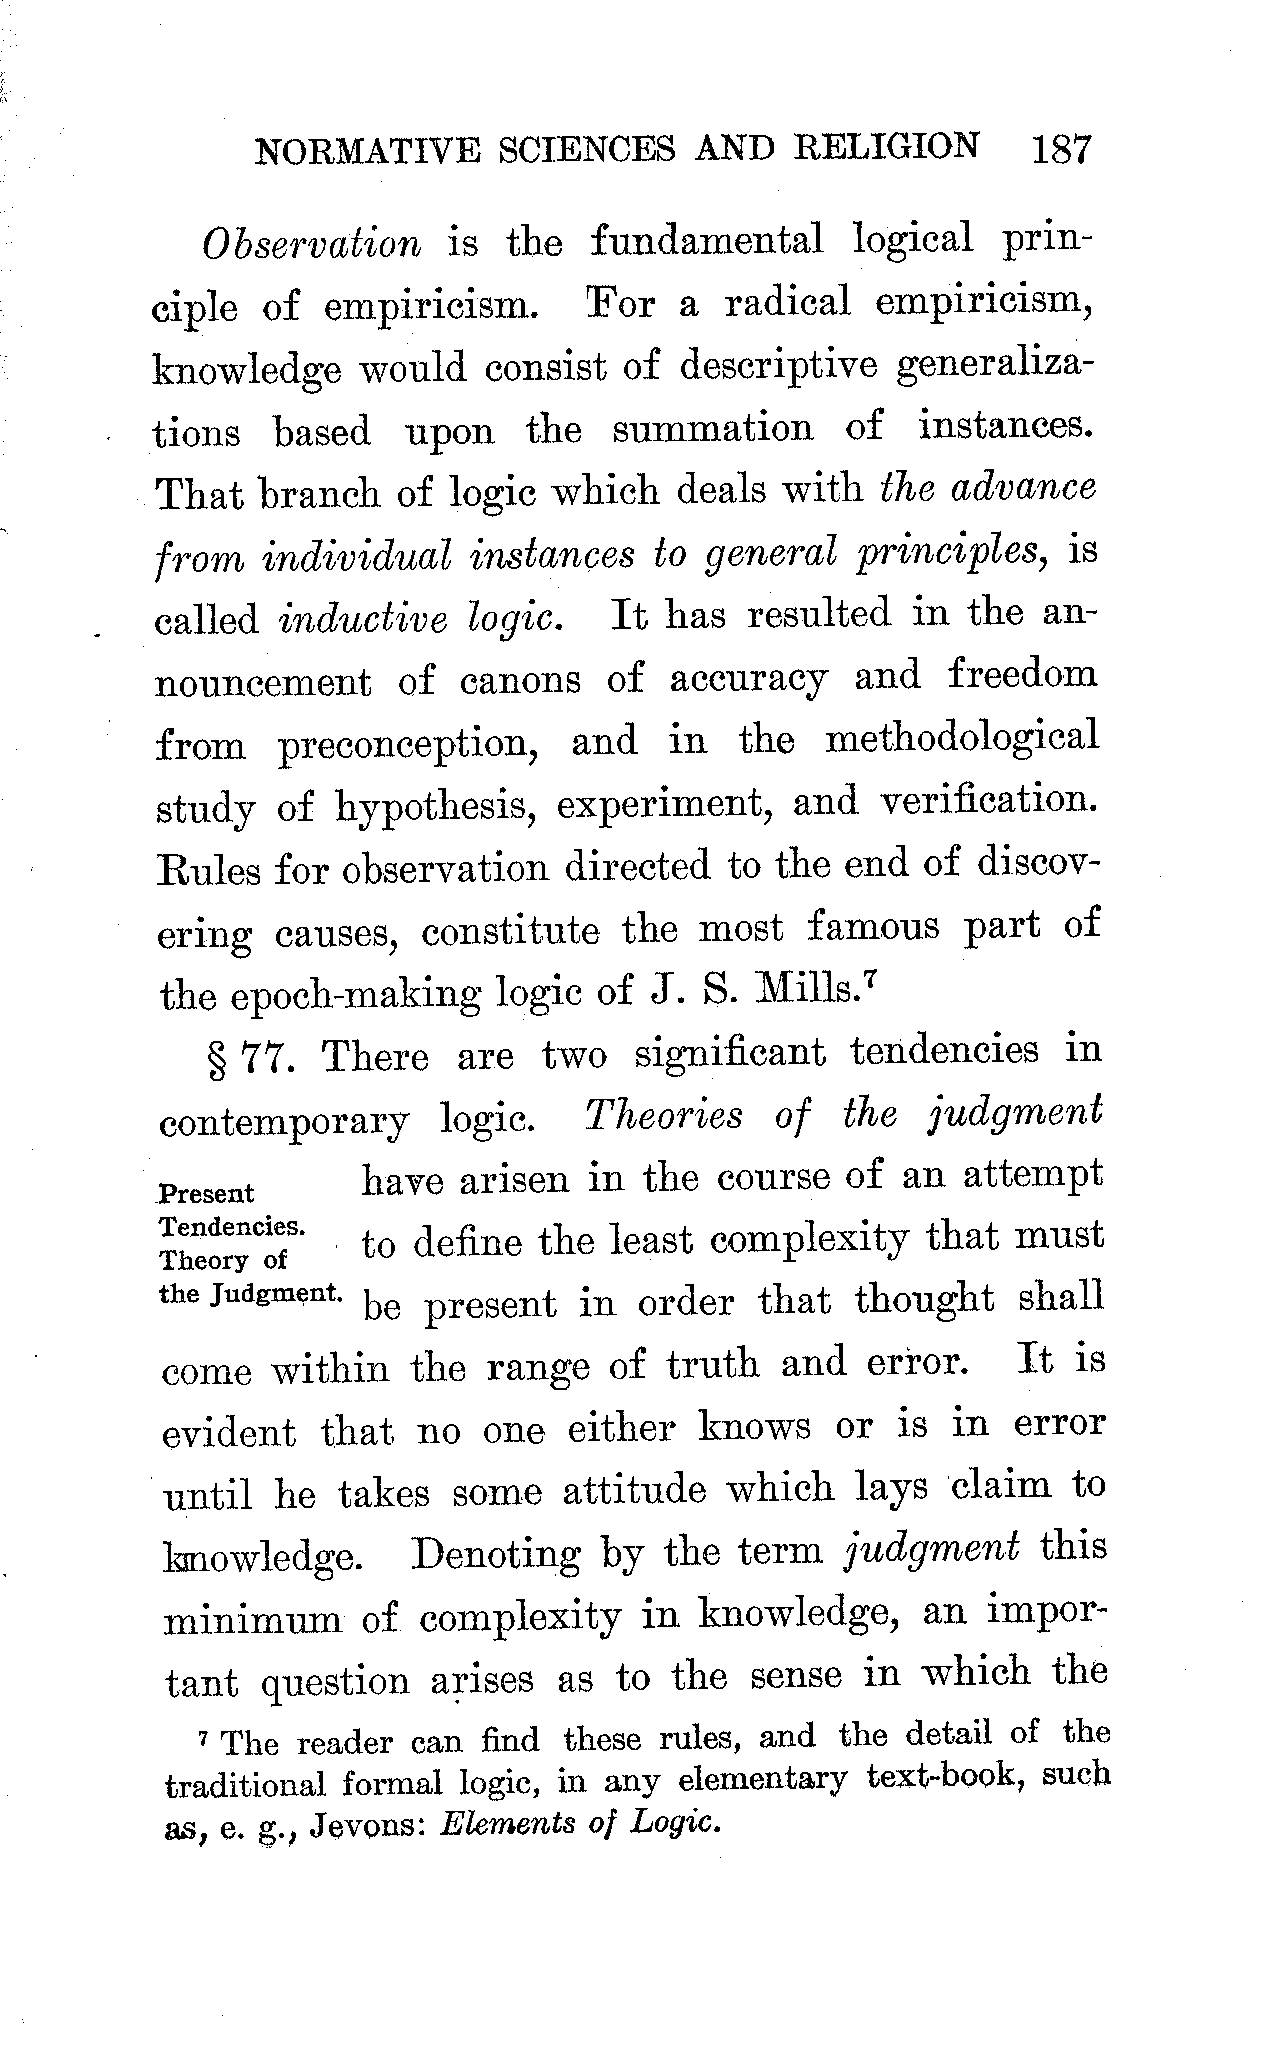 NORMATIVE SCIENCES AND RELIGION 187
Observation is the fundamental logical prin-
ciple of empiricism. For a radical empiricism,
knowledge would consist of descriptive generaliza-
tions based upon the summation of instances.
That branch of logic which deals with the advance
from individual instances to general principles, is
called inductive logic. It has resulted in the an-
nouncement of canons of accuracy and freedom
from preconception, and in the methodological
study of hypothesis, experiment, and verification.
Rules for observation directed to the end of discov-
ering causes, constitute the most famous part of
the epoch-making logic of J. S. Mills.⁷
§ 77. There are two significant tendencies in
contemporary logic. Theories of the judgment
Present
Tendencies.
Theory of
the Judgment.
have arisen in the course of an attempt
to define the least complexity that must
be present in order that thought shall
come within the range of truth and error. It is
evident that no one either knows or is in error
until he takes some attitude which lays claim to
knowledge. Denoting by the term judgment this
minimum of complexity in knowledge, an impor-
tant question arises as to the sense in which the
⁷ The reader can find these rules, and the detail of the
traditional formal logic, in any elementary text-book, such
as, e. g., Jevons: Elements of Logic.